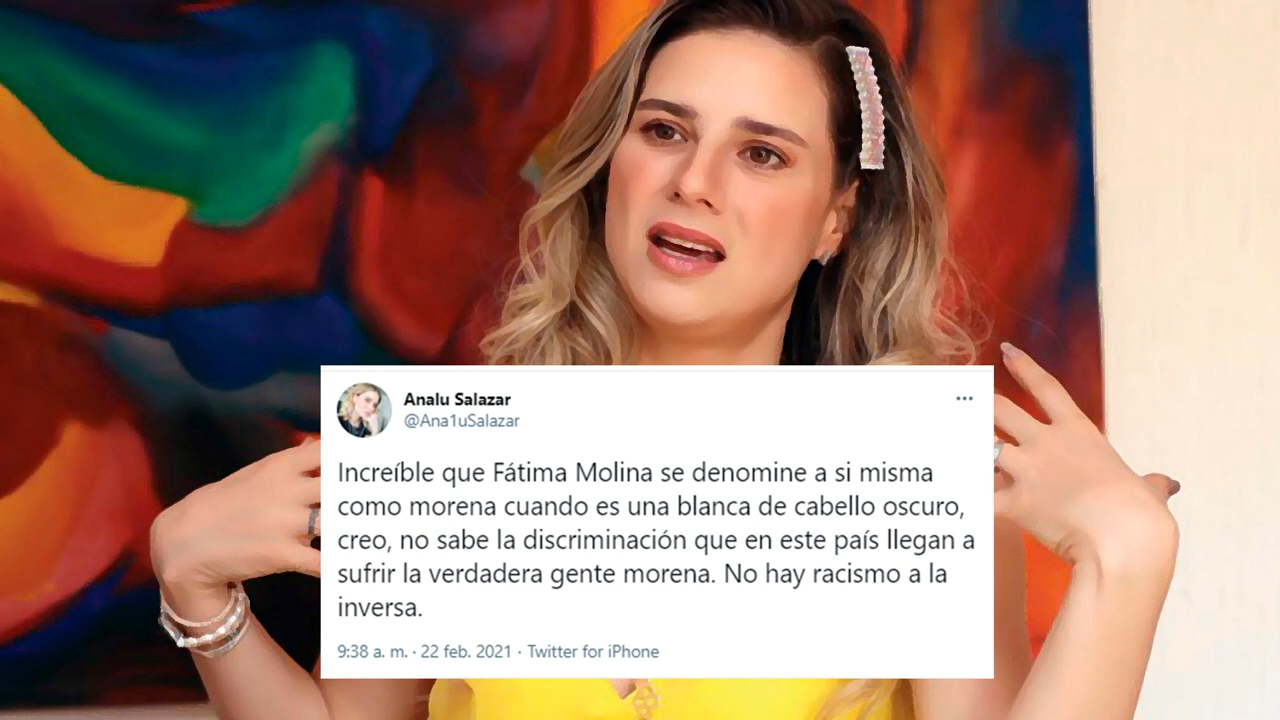 Analu Salazar
@Ana1uSalazar
Increíble que Fátima Molina se denomine a si misma
como morena cuando es una blanca de cabello oscuro,
creo, no sabe la discriminación que en este país llegan a
sufrir la verdadera gente morena. No hay racismo a la
inversa.
9:38 a. m. · 22 feb. 2021 · Twitter for iPhone